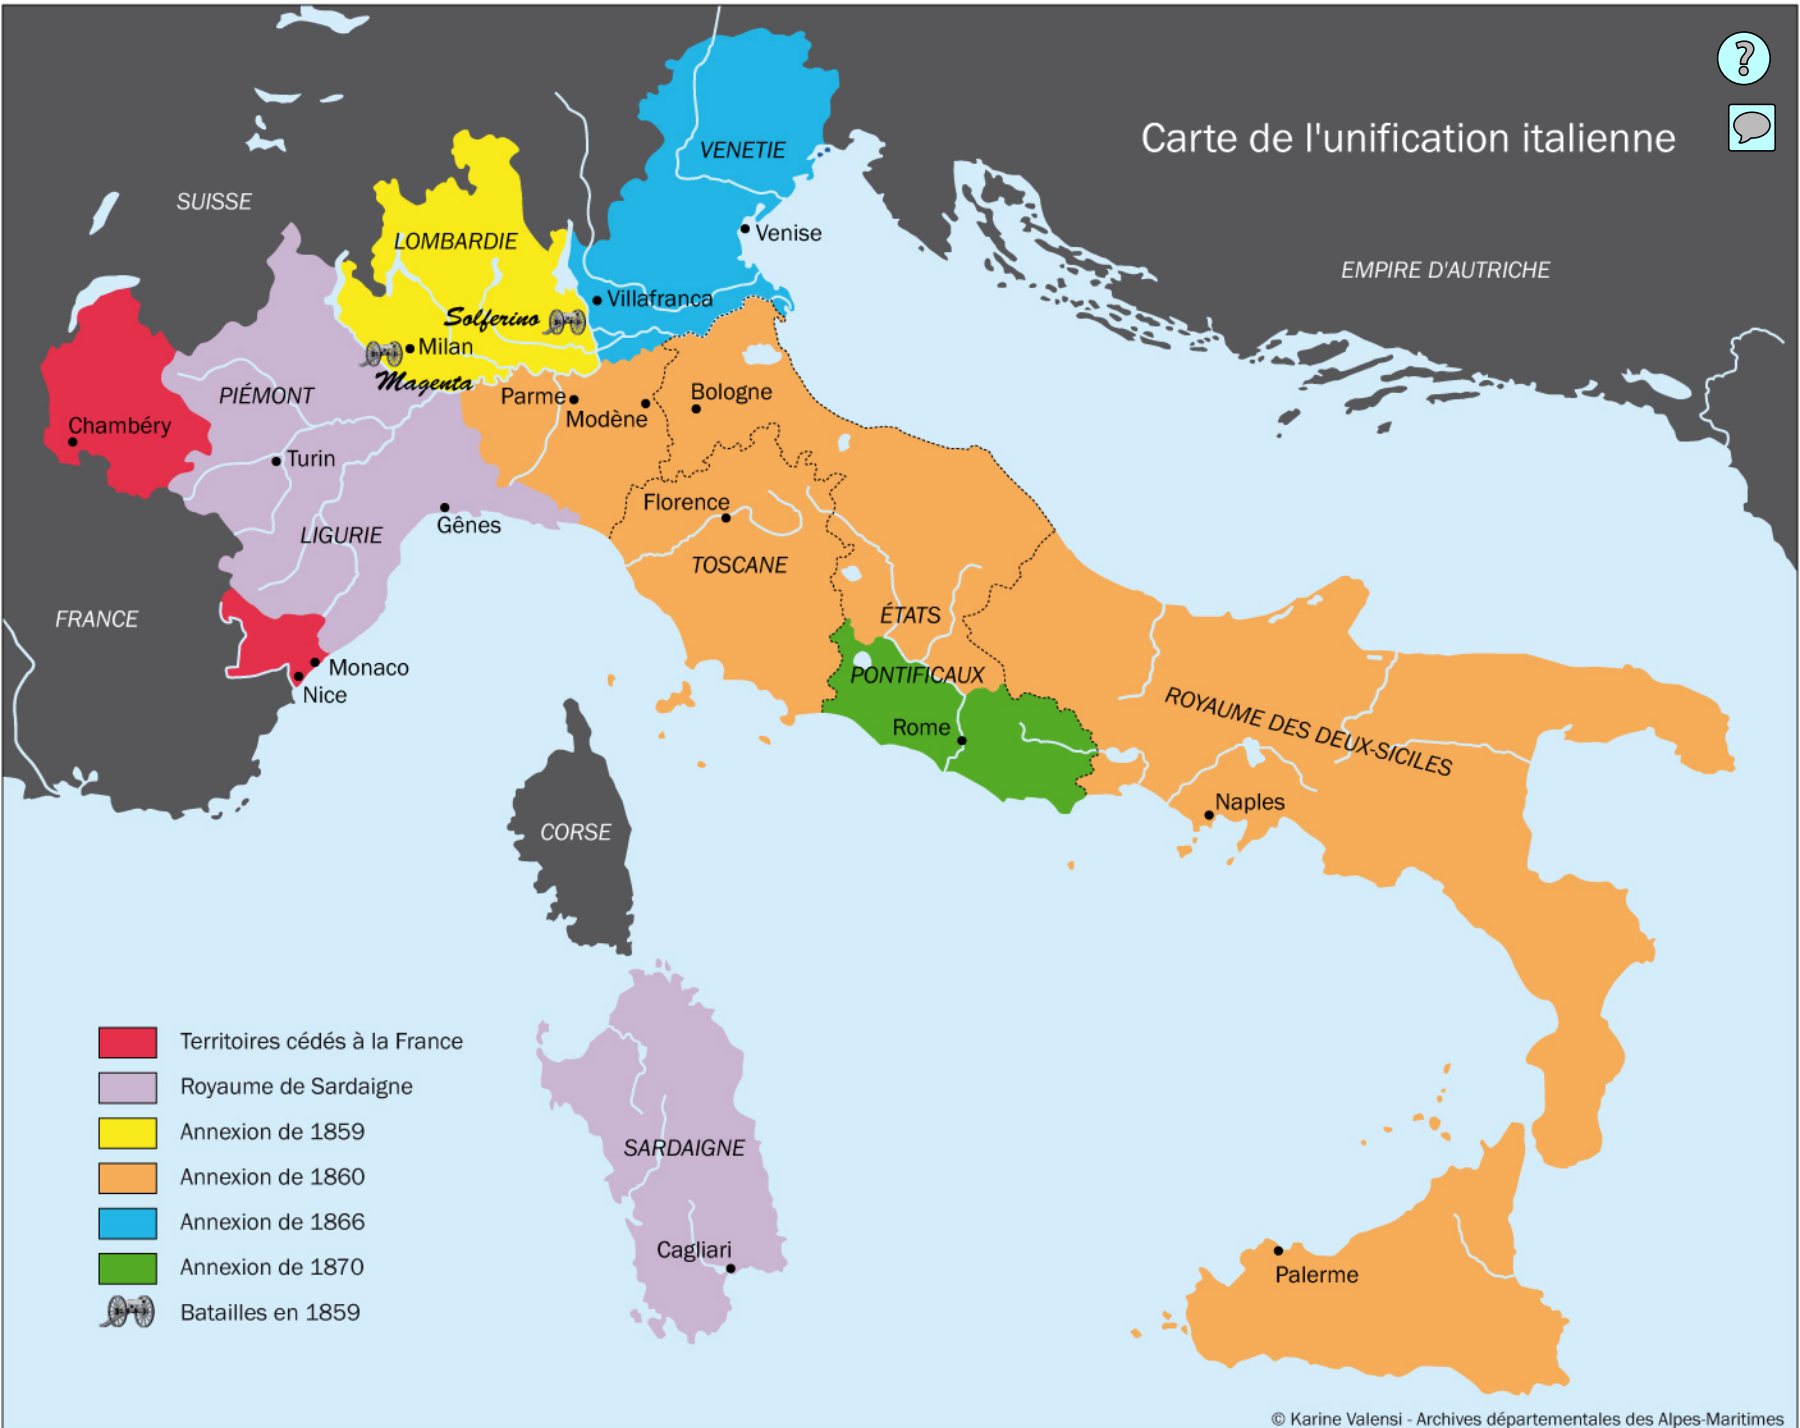 ?
Carte de l'unification italienne
VENETIE
SUISSE
LOMBARDIE
Venise
EMPIRE D'AUTRICHE
Villafranca
Solferino
Milan
Magenta
PIÉMONT
Parme
Modène
Bologne
Chambéry
Turin
Florence
Gênes
LIGURIE
TOSCANE
FRANCE
ÉTATS
PONTIFICAUX
Monaco
Nice
Rome
ROYAUME DES DEUX-SICILES
Naples
CORSE
SARDAIGNE
Cagliari
Palerme
Territoires cédés à la France
Royaume de Sardaigne
Annexion de 1859
Annexion de 1860
Annexion de 1866
Annexion de 1870
Batailles en 1859
© Karine Valensi - Archives départementales des Alpes-Maritimes